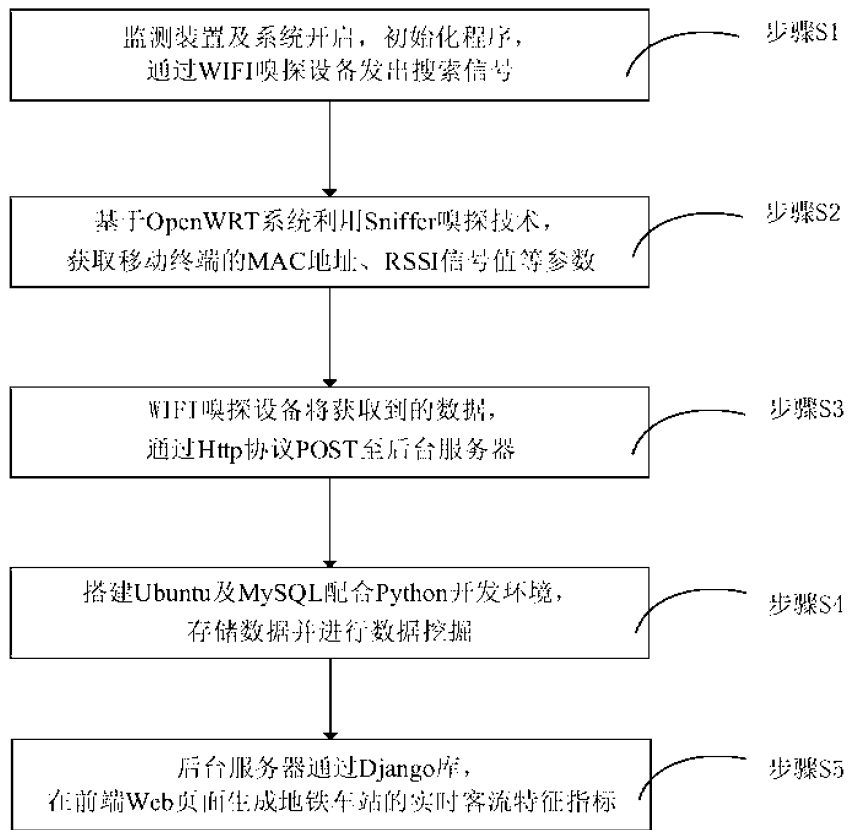 监测装置及系统开启，初始化程序，
通过WIFI嗅探设备发出搜索信号
步骤S1
基于OpenWRT系统利用Sniffer嗅探技术，
获取移动终端的MAC地址、RSSI信号值等参数
步骤S2
WIFI嗅探设备将获取到的数据，
通过Http协议POST至后台服务器
步骤S3
搭建Ubuntu及MySQL配合Python开发环境，
存储数据并进行数据挖掘
步骤S4
后台服务器通过Django库，
在前端Web页面生成地铁车站的实时客流特征指标
步骤S5